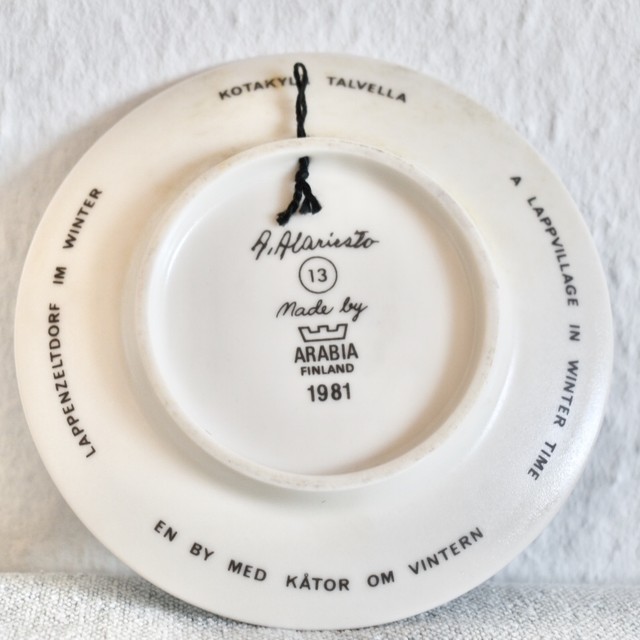 KOTAKYLÄ TALVELLA
A LAPPVILLAGE IN WINTER TIME
EN BY MED KÅTOR OM VINTERN
LAPPENZELTDORF IM WINTER
A. Alariesto
13
Made by
ARABIA
FINLAND
1981